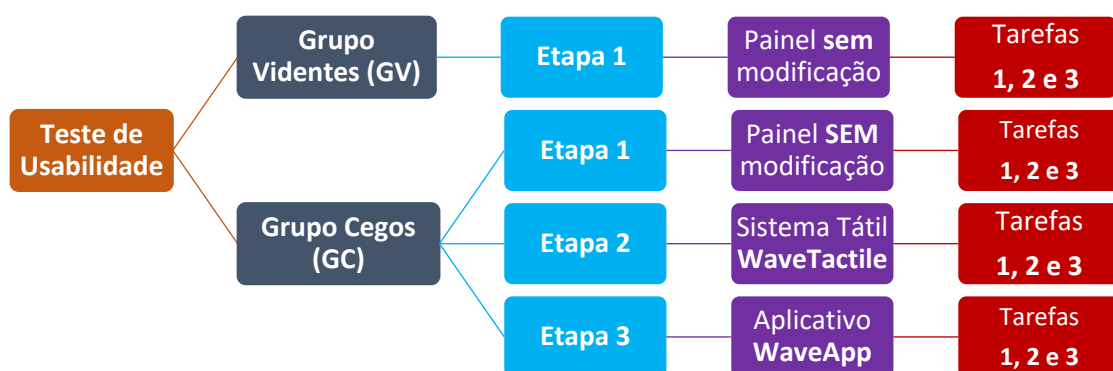 Teste de
Usabilidade
Grupo
Videntes (GV)
Etapa 1
Painel sem
modificação
Tarefas
1, 2 e 3
Grupo Cegos
(GC)
Etapa 1
Painel SEM
modificação
Tarefas
1, 2 e 3
Etapa 2
Sistema Tátil
WaveTactile
Tarefas
1, 2 e 3
Etapa 3
Aplicativo
WaveApp
Tarefas
1, 2 e 3